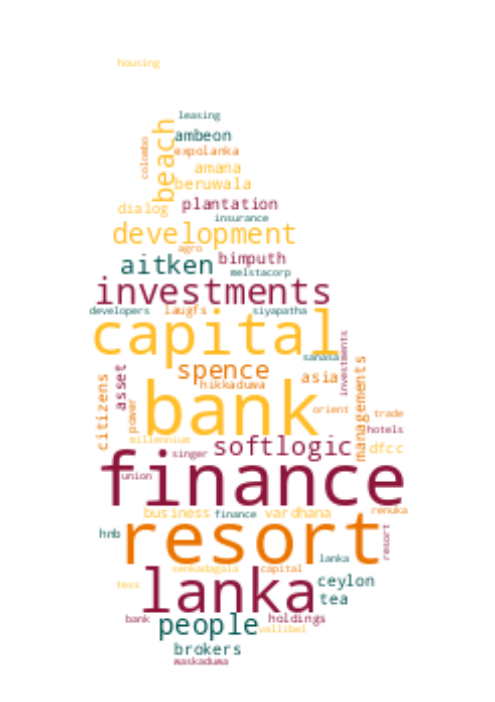 housing
leasing
beach
ambeon
colombo
expolanka
amana
beruwala
plantation
dialog
insurance
development
agro
bimputh
aitken
melstacorp
investments
developers
laugfs
siyapatha
capital
sanasa
investments
spence
asia
managements
hikkaduwa
asset
citizens
bank
power
orient
trade
hotels
millennium
softlogic
dfcc
singer
finance
union
business
finance
vardhana
renuka
hnb
resort
resort
lanka
senkadagala
capital
lanka
ceylon
tess
tea
bank
people
holdings
vallibel
brokers
waskaduwa